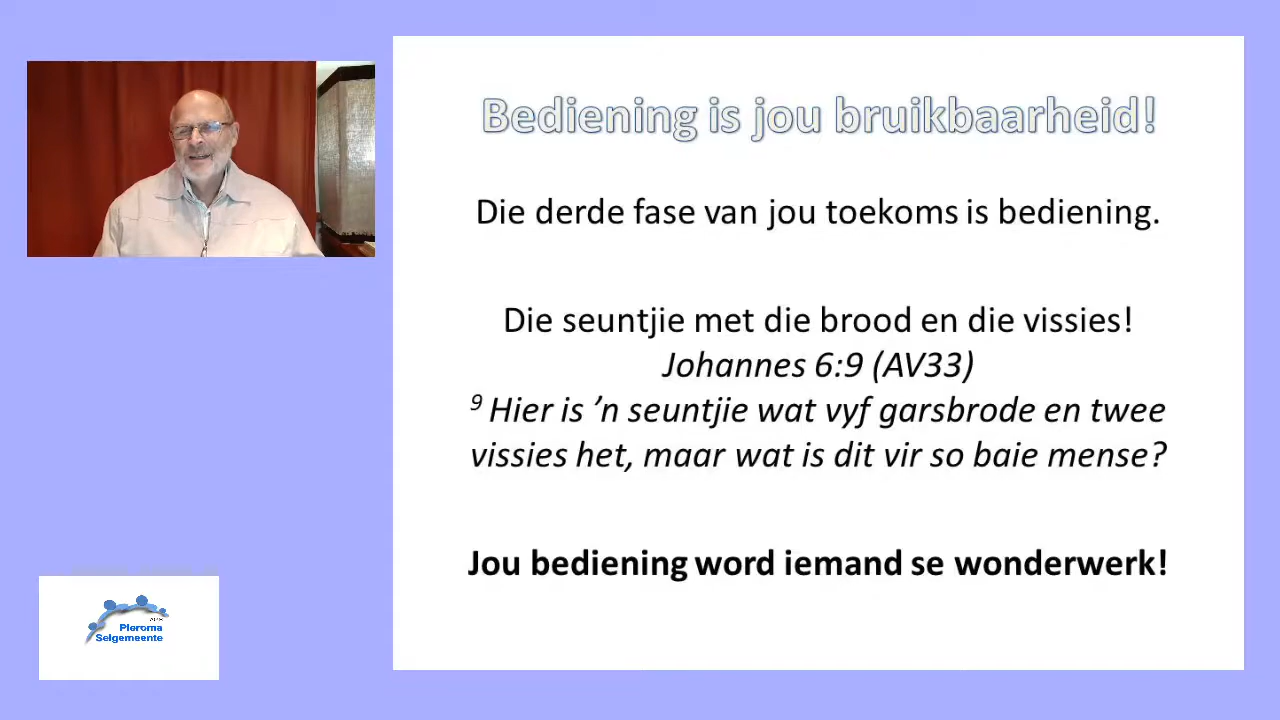 Bediening is jou bruikbaarheid!
Die derde fase van jou toekoms is bediening.
Die seuntjie met die brood en die vissies!
Johannes 6:9 (AV33)
9 Hier is ’n seuntjie wat vyf garsbrode en twee
vissies het, maar wat is dit vir so baie mense?
Jou bediening word iemand se wonderwerk!
Pleroma
Selgemeente